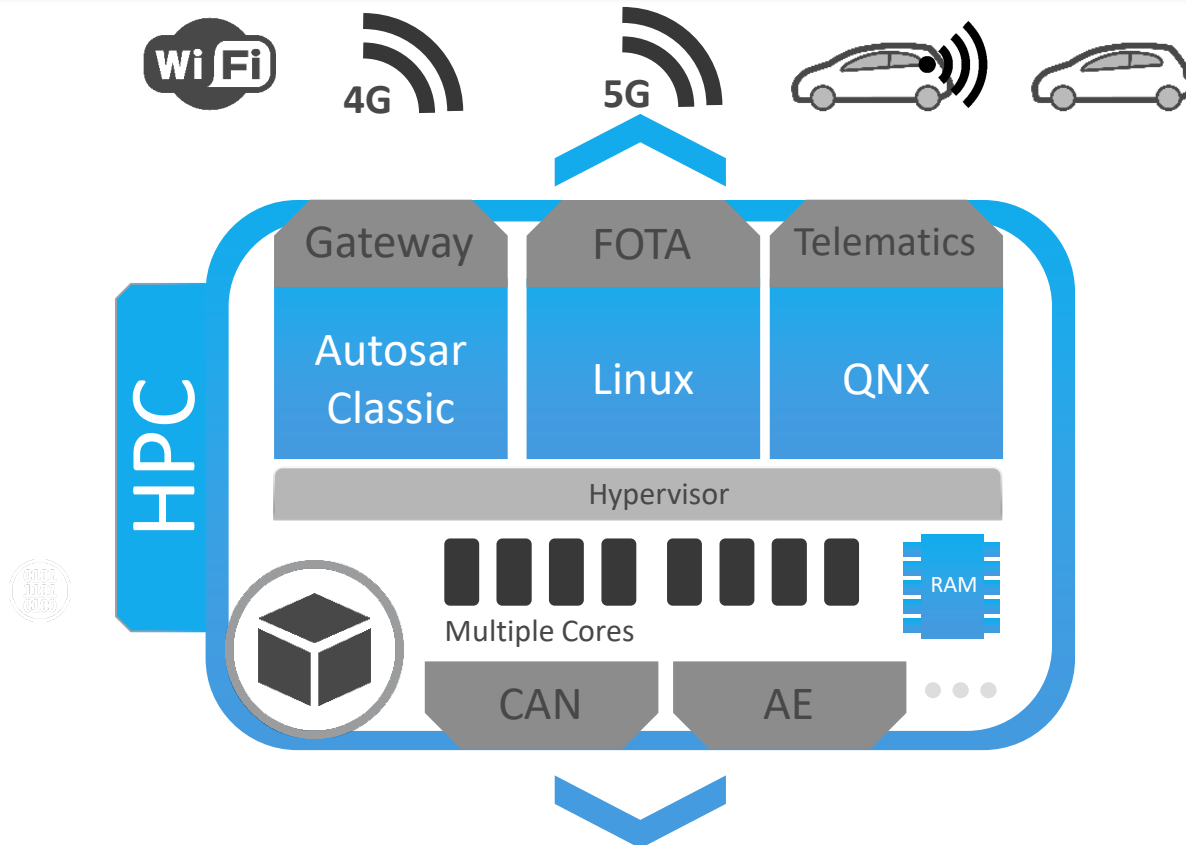 Wi Fi
4G
5G
Gateway
FOTA
Telematics
Autosar
Classic
Linux
QNX
HPC
Hypervisor
RAM
Multiple Cores
CAN
AE